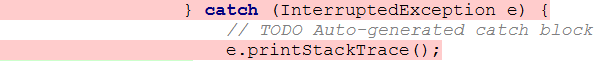 } catch (InterruptedException e) {
// TODO Auto-generated catch block
e.printStackTrace();